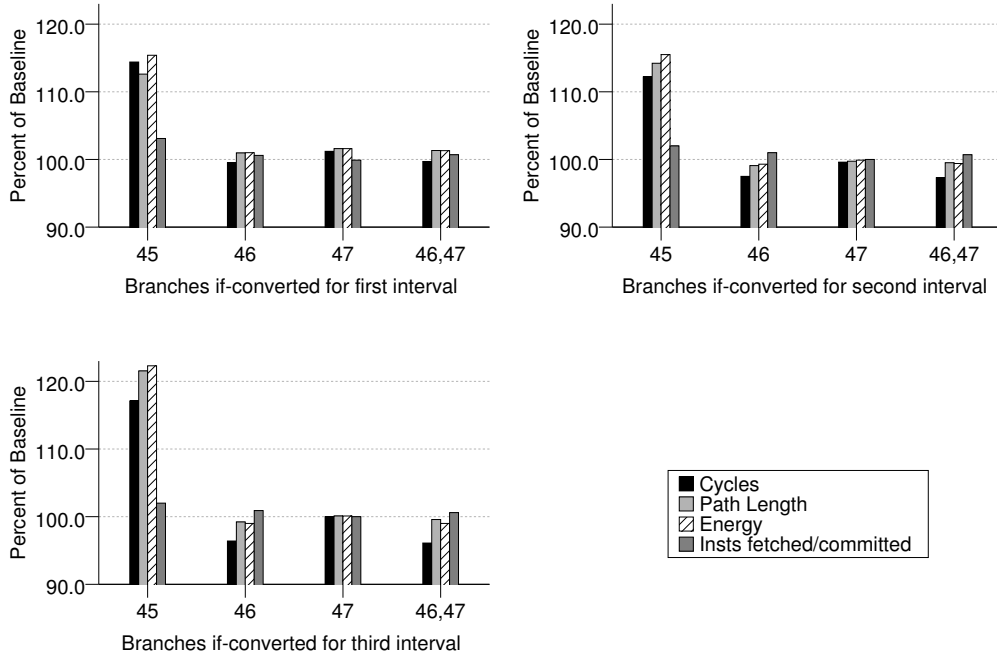 Percent of Baseline
120.0
110.0
100.0
90.0
45
46
47
46,47
Branches if-converted for first interval
Percent of Baseline
120.0
110.0
100.0
90.0
45
46
47
46,47
Branches if-converted for second interval
Percent of Baseline
120.0
110.0
100.0
90.0
45
46
47
46,47
Branches if-converted for third interval
Cycles
Path Length
Energy
Insts fetched/committed